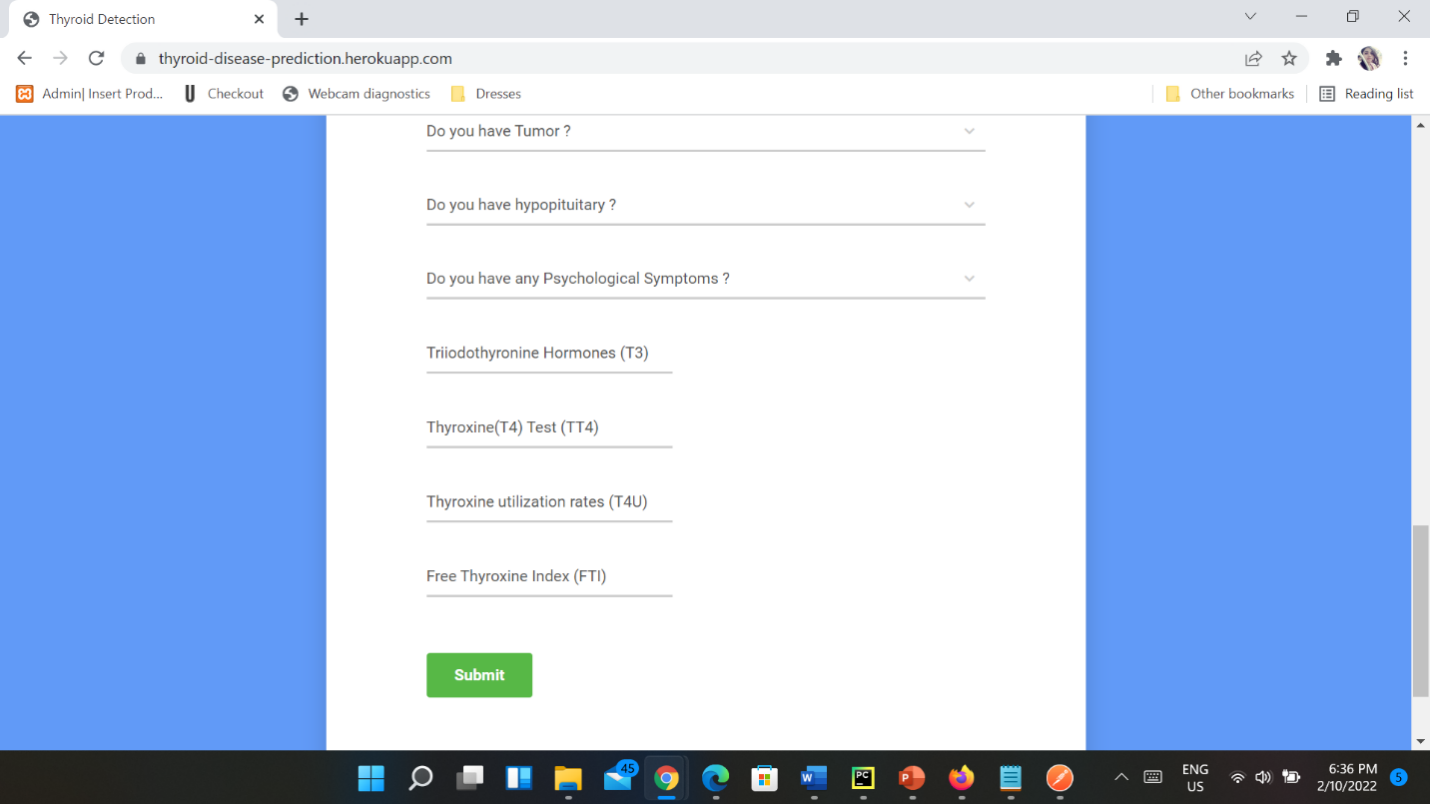 Thyroid Detection
thyroid-disease-prediction.herokuapp.com
Admin| Insert Prod... Checkout Webcam diagnostics Dresses Other bookmarks Reading list
Do you have Tumor ?
Do you have hypopituitary ?
Do you have any Psychological Symptoms ?
Triiodothyronine Hormones (T3)
Thyroxine(T4) Test (TT4)
Thyroxine utilization rates (T4U)
Free Thyroxine Index (FTI)
Submit
45
W
PC
P
ENG
US
6:36 PM
2/10/2022
5